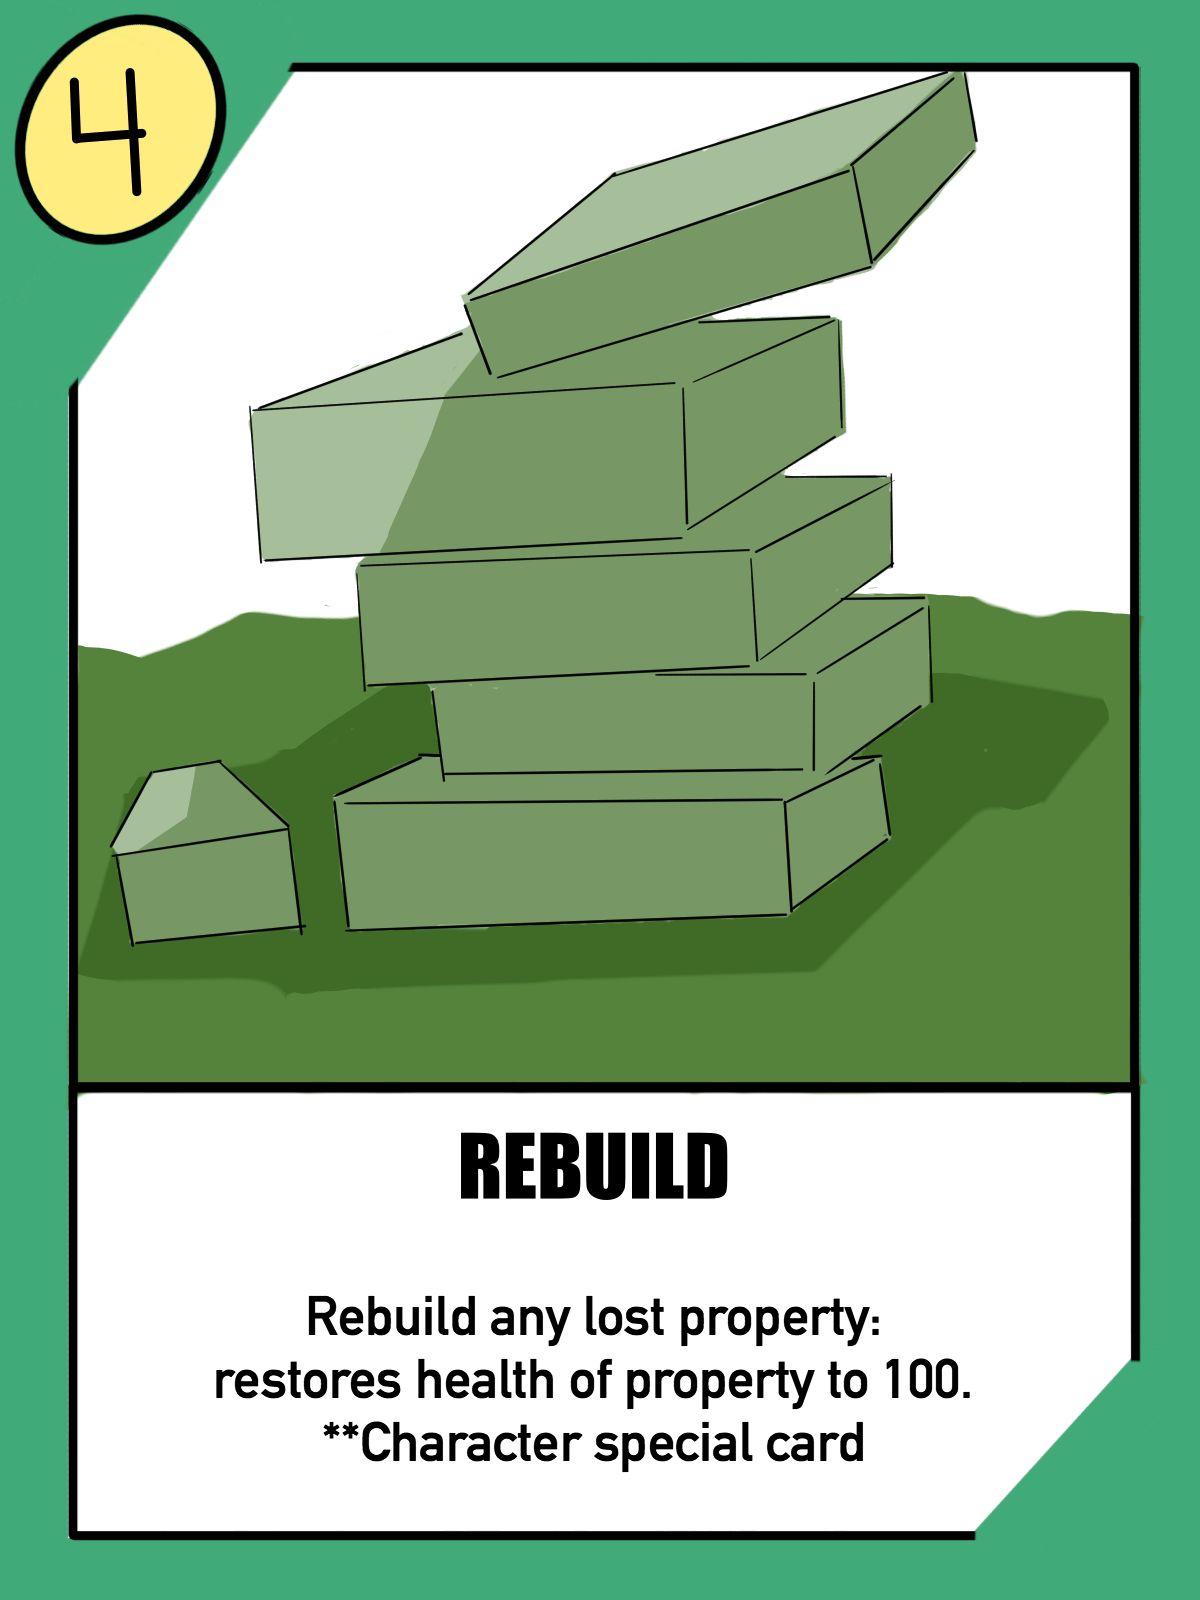 4
REBUILD
Rebuild any lost property:
restores health of property to 100.
**Character special card